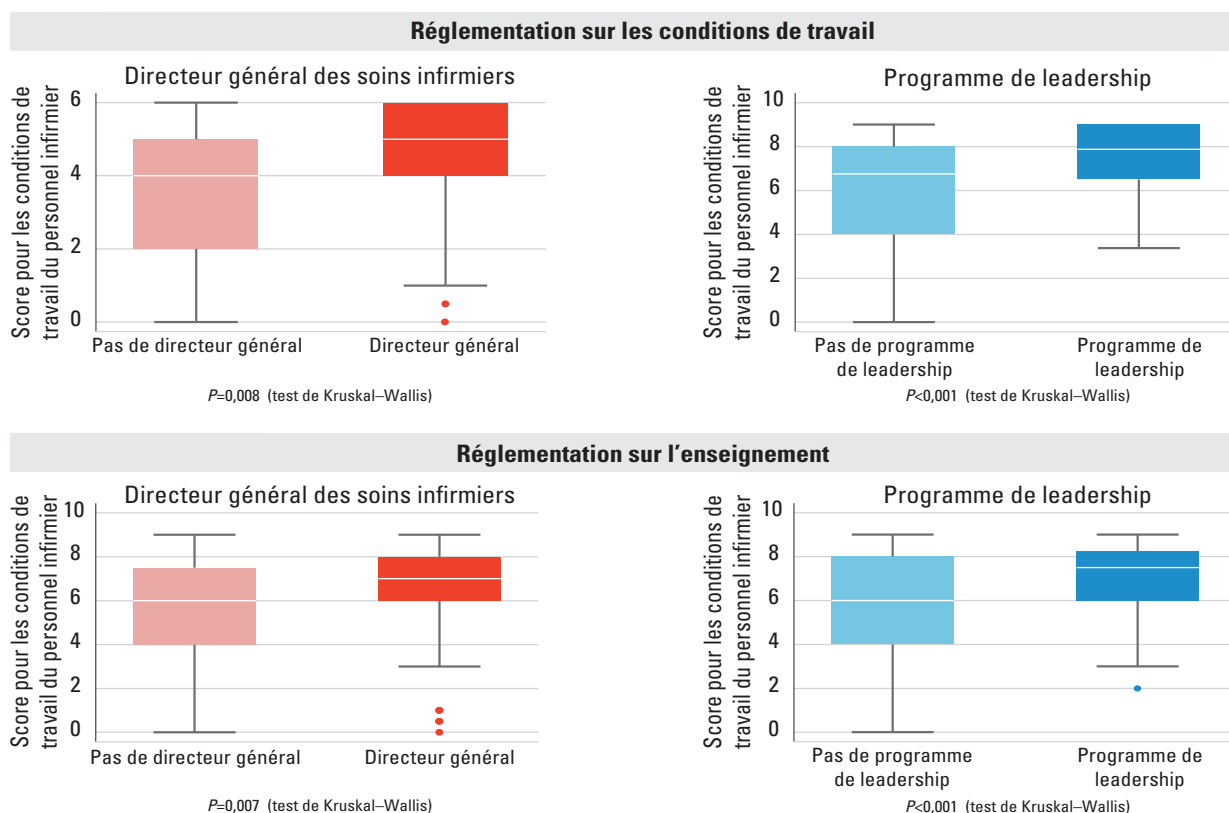 Réglementation sur les conditions de travail
Directeur général des soins infirmiers
Score pour les conditions de
travail du personnel infirmier
6
4
2
0
Pas de directeur général
Directeur général
P=0,008 (test de Kruskal–Wallis)
Programme de leadership
Score pour les conditions de
travail du personnel infirmier
10
8
6
4
2
0
Pas de programme
de leadership
Programme de
leadership
P<0,001 (test de Kruskal–Wallis)
Réglementation sur l'enseignement
Directeur général des soins infirmiers
Score pour les conditions de
travail du personnel infirmier
10
8
6
4
2
0
Pas de directeur général
Directeur général
P=0,007 (test de Kruskal–Wallis)
Programme de leadership
Score pour les conditions de
travail du personnel infirmier
10
8
6
4
2
0
Pas de programme
de leadership
Programme de
leadership
P<0,001 (test de Kruskal–Wallis)